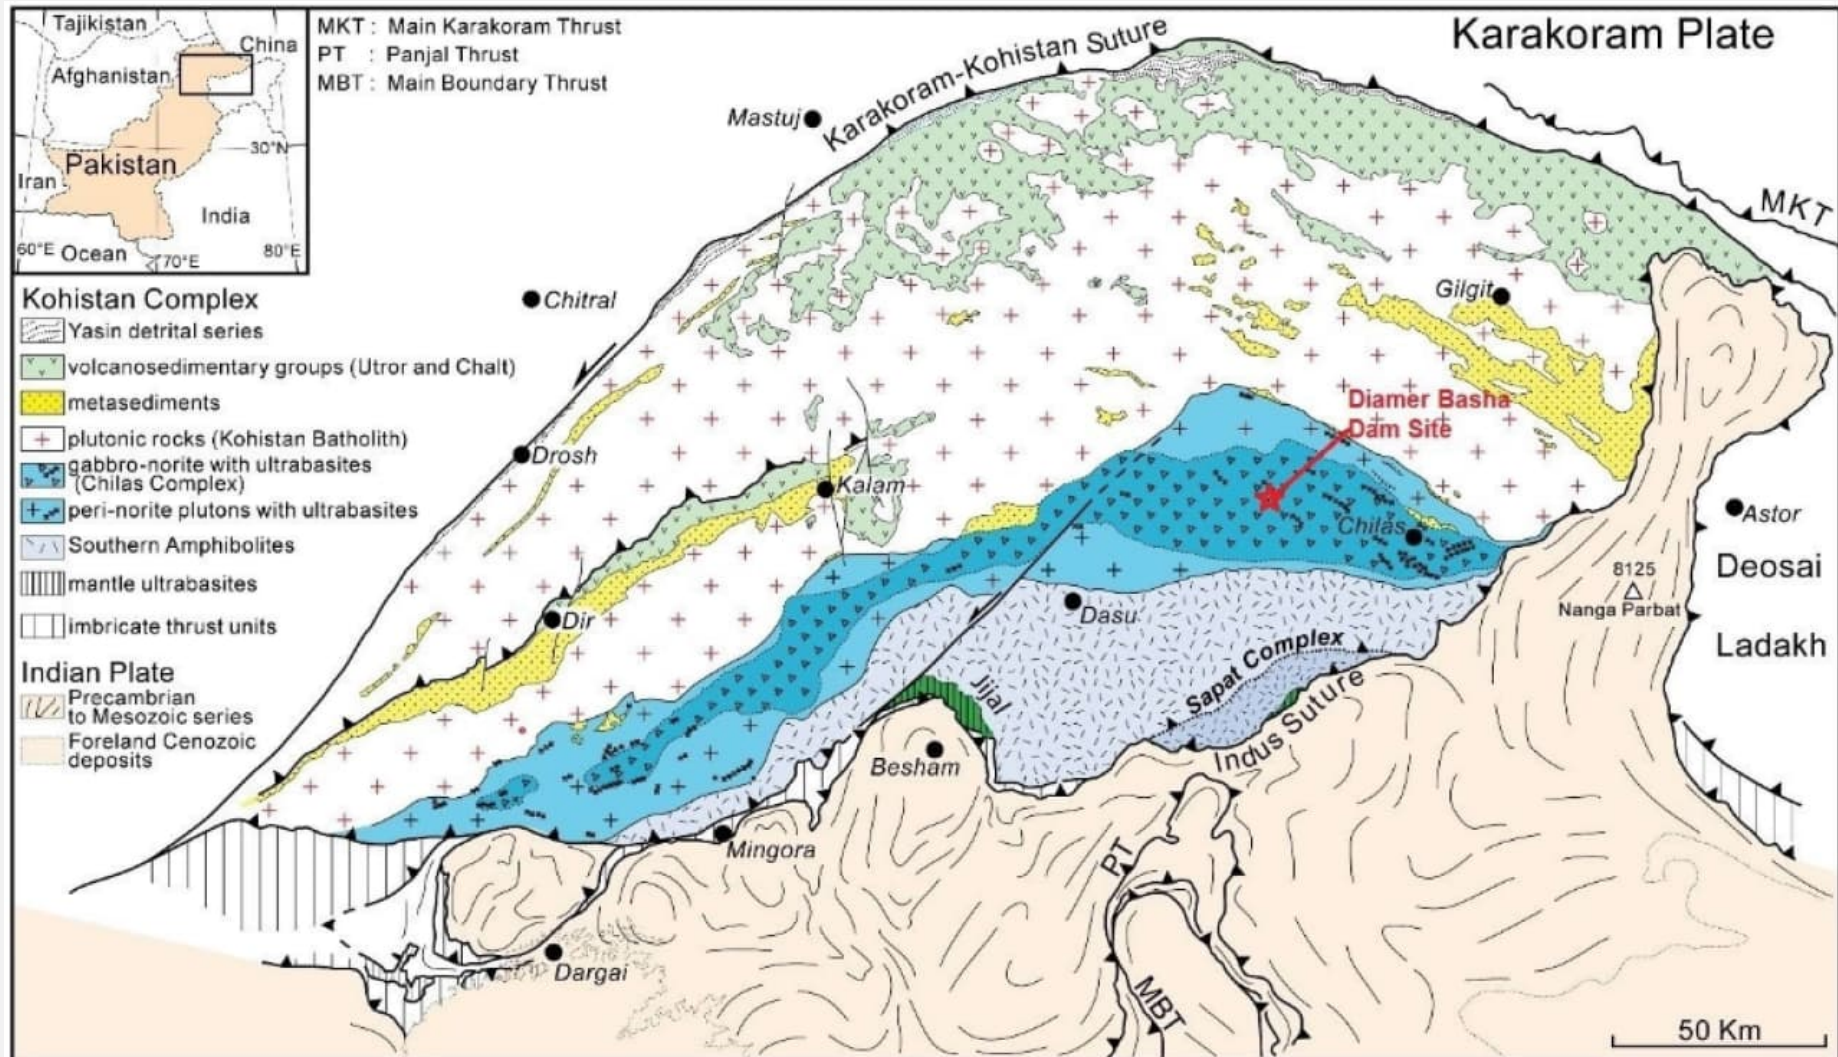 Tajikistan
China
Afghanistan
Pakistan
30°N
Iran
India
60°E
Ocean
70°E
80°E
MKT : Main Karakoram Thrust
PT : Panjal Thrust
MBT : Main Boundary Thrust
Karakoram Plate
Karakoram-Kohistan Suture
Mastuj
MKT
Kohistan Complex
Yasin detrital series
volcanosedimentary groups (Utror and Chalt)
metasediments
plutonic rocks (Kohistan Batholith)
gabbro-norite with ultrabasites
(Chilas Complex)
peri-norite plutons with ultrabasites
Southern Amphibolites
mantle ultrabasites
imbricate thrust units
Indian Plate
Precambrian
to Mesozoic series
Foreland Cenozoic
deposits
Chitral
Gilgit
Diamer Basha
Dam Site
Drosh
Kalam
Chilas
Astor
Deosai
8125
Nanga Parbat
Ladakh
Dir
Dasu
Sapat Complex
Jijal
Indus Suture
Besham
Mingora
PT
Dargai
MBT
50 Km